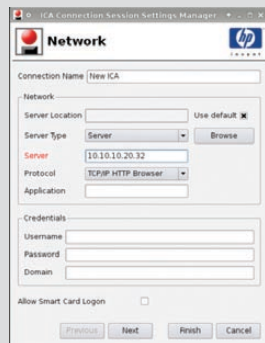 ICA Connection Session Settings Manager
Network
hp
invent
Connection Name New ICA
Network
Server Location Use default
Server Type Server Browse
Server 10.10.10.20.32
Protocol TCP/IP HTTP Browser
Application
Credentials
Username
Password
Domain
Allow Smart Card Logon
Previous Next Finish Cancel